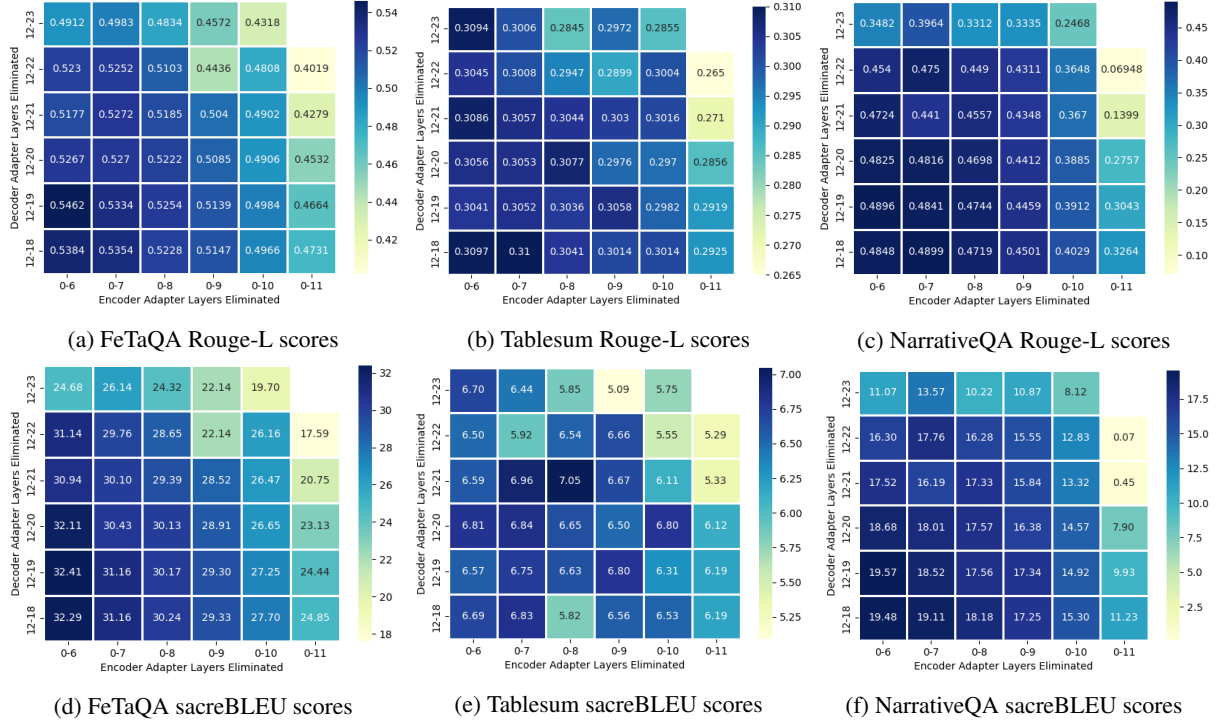 12-23 0.4912 0.4983 0.4834 0.4572 0.4318
12-22 0.523 0.5252 0.5103 0.4436 0.4808 0.4019
12-21 0.5177 0.5272 0.5185 0.504 0.4902 0.4279
12-20 0.5267 0.527 0.5222 0.5085 0.4906 0.4532
12-19 0.5462 0.5334 0.5254 0.5139 0.4984 0.4664
12-18 0.5384 0.5354 0.5228 0.5147 0.4966 0.4731
0-6 0-7 0-8 0-9 0-10 0-11
Encoder Adapter Layers Eliminated
Decoder Adapter Layers Eliminated
0.54
0.52
0.50
0.48
0.46
0.44
0.42
(a) FeTaQA Rouge-L scores
12-23 0.3094 0.3006 0.2845 0.2972 0.2855
12-22 0.3045 0.3008 0.2947 0.2899 0.3004 0.265
12-21 0.3086 0.3057 0.3044 0.303 0.3016 0.271
12-20 0.3056 0.3053 0.3077 0.2976 0.297 0.2856
12-19 0.3041 0.3052 0.3036 0.3058 0.2982 0.2919
12-18 0.3097 0.31 0.3041 0.3014 0.3014 0.2925
0-6 0-7 0-8 0-9 0-10 0-11
Encoder Adapter Layers Eliminated
Decoder Adapter Layers Eliminated
0.310
0.305
0.300
0.295
0.290
0.285
0.280
0.275
0.270
0.265
(b) Tablesum Rouge-L scores
12-23 0.3482 0.3964 0.3312 0.3335 0.2468
12-22 0.454 0.475 0.449 0.4311 0.3648 0.06948
12-21 0.4724 0.441 0.4557 0.4348 0.367 0.1399
12-20 0.4825 0.4816 0.4698 0.4412 0.3885 0.2757
12-19 0.4896 0.4841 0.4744 0.4459 0.3912 0.3043
12-18 0.4848 0.4899 0.4719 0.4501 0.4029 0.3264
0-6 0-7 0-8 0-9 0-10 0-11
Encoder Adapter Layers Eliminated
Decoder Adapter Layers Eliminated
0.45
0.40
0.35
0.30
0.25
0.20
0.15
0.10
(c) NarrativeQA Rouge-L scores
12-23 24.68 26.14 24.32 22.14 19.70
12-22 31.14 29.76 28.65 22.14 26.16 17.59
12-21 30.94 30.10 29.39 28.52 26.47 20.75
12-20 32.11 30.43 30.13 28.91 26.65 23.13
12-19 32.41 31.16 30.17 29.30 27.25 24.44
12-18 32.29 31.16 30.24 29.33 27.70 24.85
0-6 0-7 0-8 0-9 0-10 0-11
Encoder Adapter Layers Eliminated
Decoder Adapter Layers Eliminated
32
30
28
26
24
22
20
18
(d) FeTaQA sacreBLEU scores
12-23 6.70 6.44 5.85 5.09 5.75
12-22 6.50 5.92 6.54 6.66 5.55 5.29
12-21 6.59 6.96 7.05 6.67 6.11 5.33
12-20 6.81 6.84 6.65 6.50 6.80 6.12
12-19 6.57 6.75 6.63 6.80 6.31 6.19
12-18 6.69 6.83 5.82 6.56 6.53 6.19
0-6 0-7 0-8 0-9 0-10 0-11
Encoder Adapter Layers Eliminated
Decoder Adapter Layers Eliminated
7.00
6.75
6.50
6.25
6.00
5.75
5.50
5.25
(e) Tablesum sacreBLEU scores
12-23 11.07 13.57 10.22 10.87 8.12
12-22 16.30 17.76 16.28 15.55 12.83 0.07
12-21 17.52 16.19 17.33 15.84 13.32 0.45
12-20 18.68 18.01 17.57 16.38 14.57 7.90
12-19 19.57 18.52 17.56 17.34 14.92 9.93
12-18 19.48 19.11 18.18 17.25 15.30 11.23
0-6 0-7 0-8 0-9 0-10 0-11
Encoder Adapter Layers Eliminated
Decoder Adapter Layers Eliminated
17.5
15.0
12.5
10.0
7.5
5.0
2.5
(f) NarrativeQA sacreBLEU scores